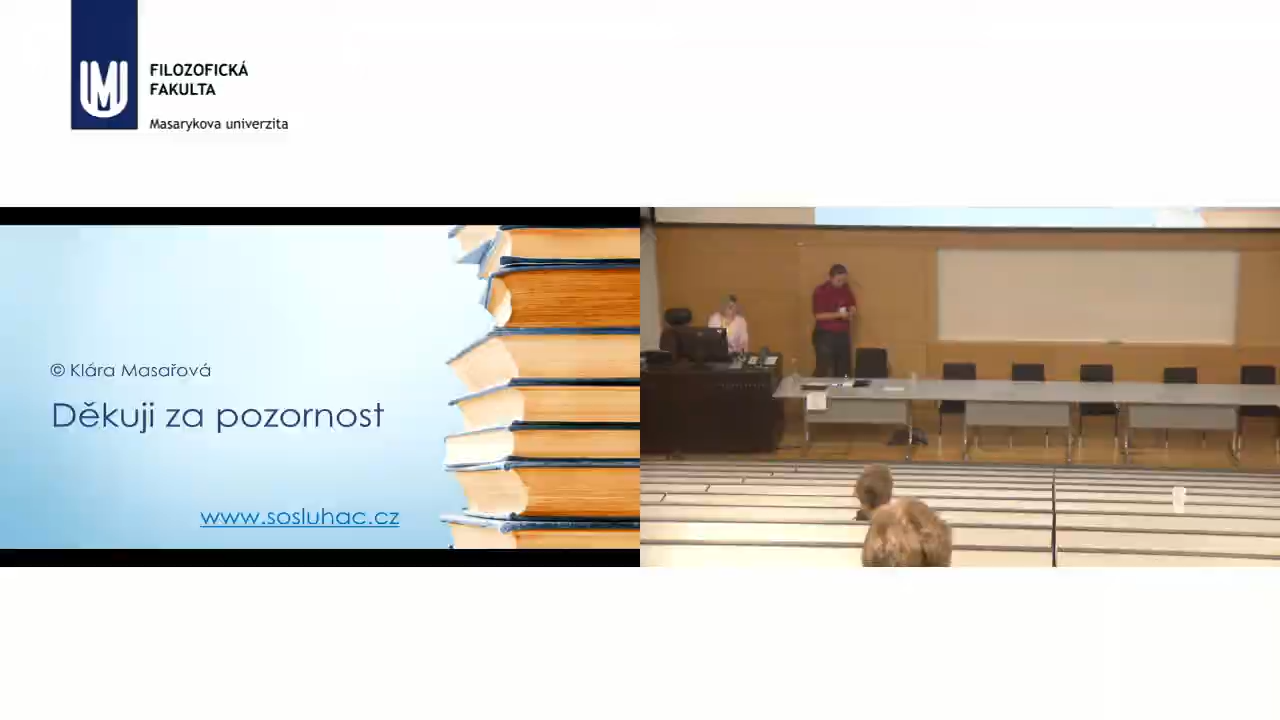 FILOZOFICKÁ
FAKULTA
Masarykova univerzita
© Klára Masařová
Děkuji za pozornost
www.sosluhac.cz